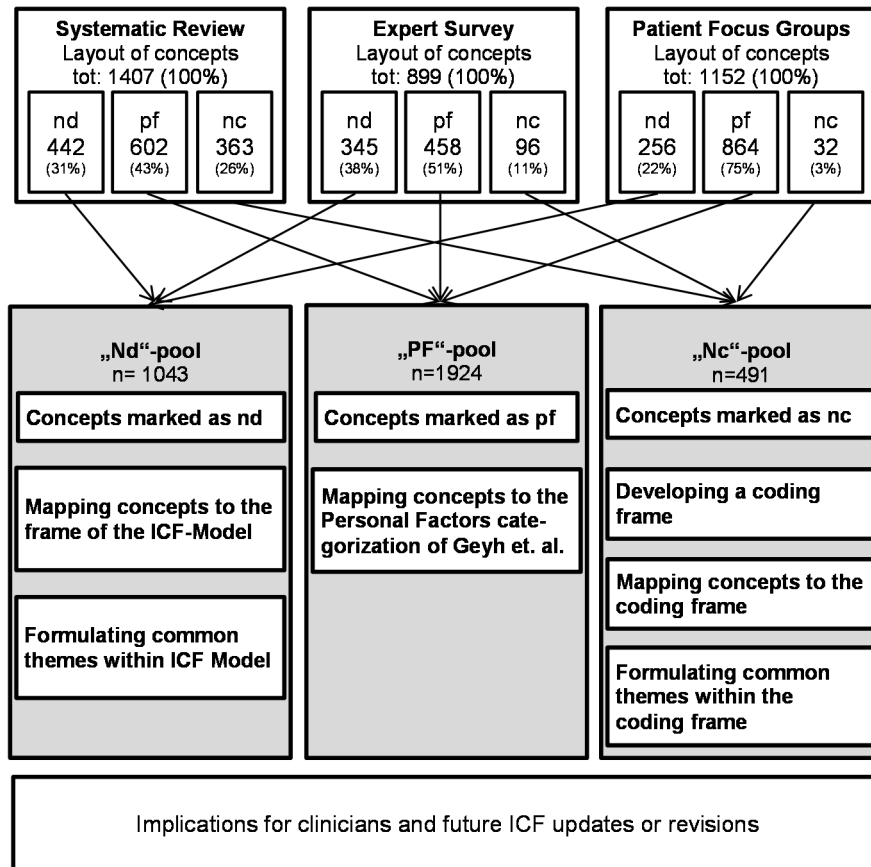 Systematic Review
Layout of concepts
tot: 1407 (100%)
nd
442
(31%)
pf
602
(43%)
nc
363
(26%)
Expert Survey
Layout of concepts
tot: 899 (100%)
nd
345
(38%)
pf
458
(51%)
nc
96
(11%)
Patient Focus Groups
Layout of concepts
tot: 1152 (100%)
nd
256
(22%)
pf
864
(75%)
nc
32
(3%)
„Nd“-pool
n= 1043
Concepts marked as nd
Mapping concepts to the
frame of the ICF-Model
Formulating common
themes within ICF Model
„PF“-pool
n=1924
Concepts marked as pf
Mapping concepts to the
Personal Factors cate-
gorization of Geyh et. al.
„Nc“-pool
n=491
Concepts marked as nc
Developing a coding
frame
Mapping concepts to the
coding frame
Formulating common
themes within the
coding frame
Implications for clinicians and future ICF updates or revisions